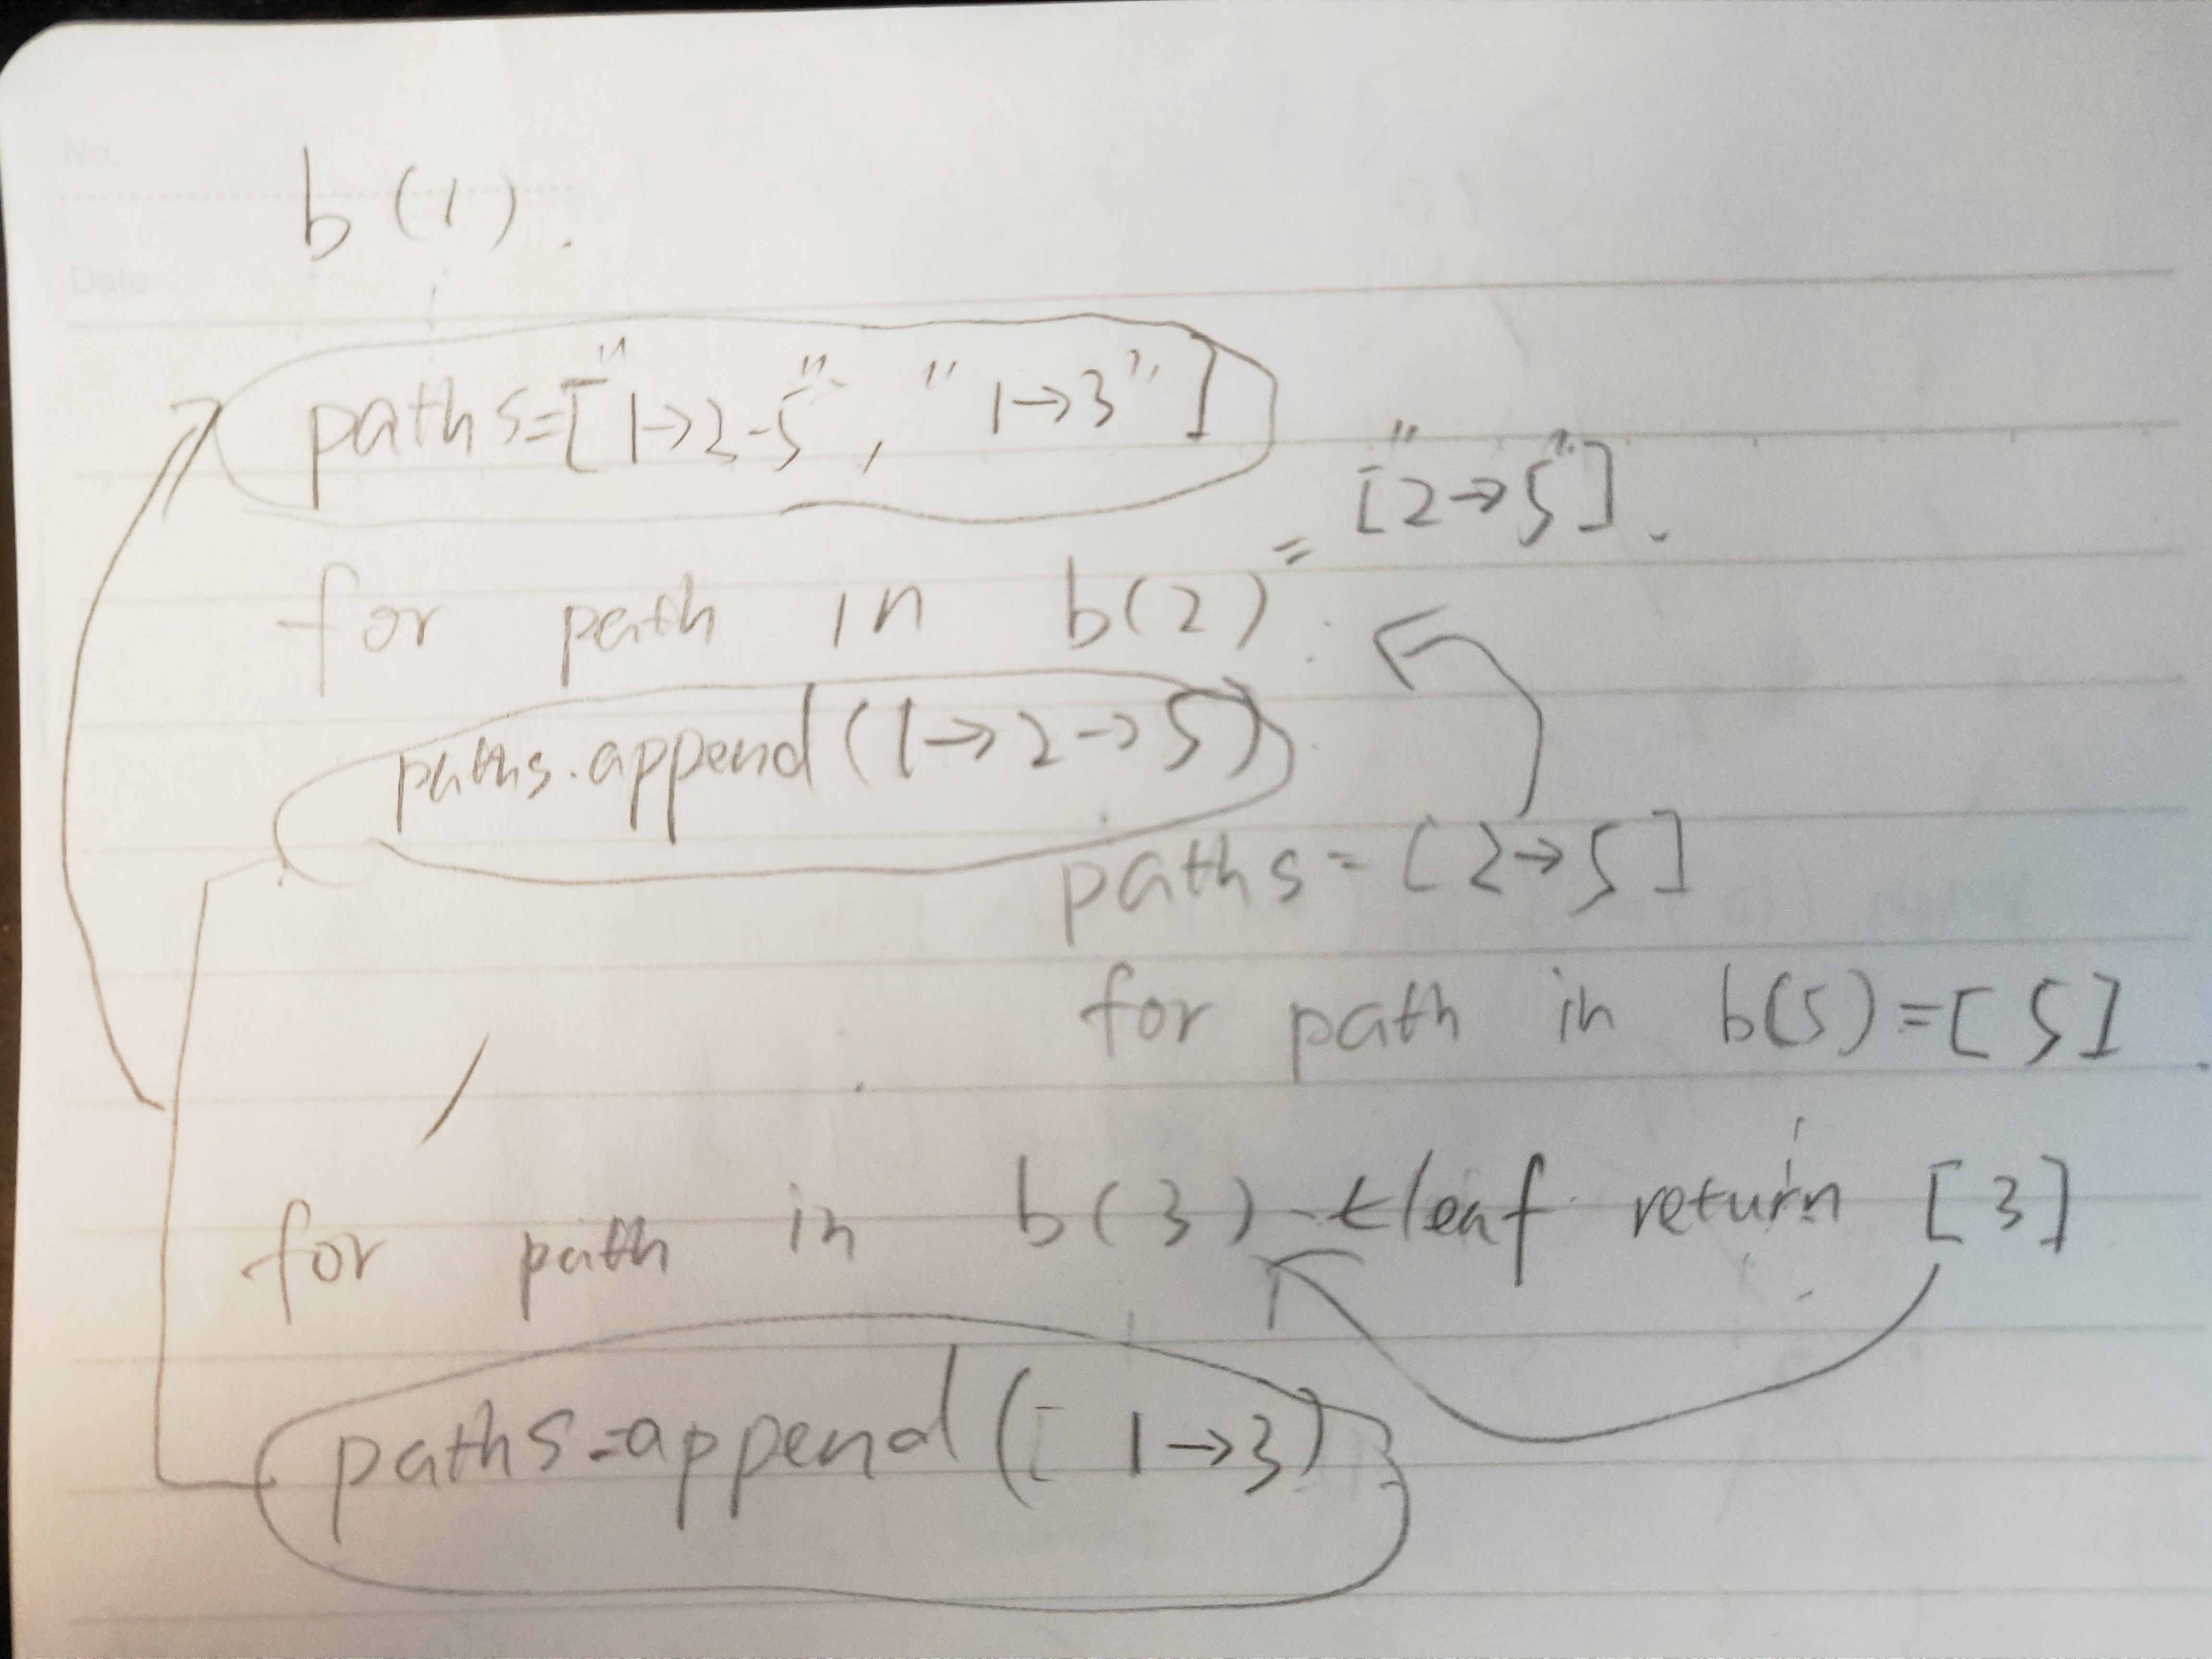 No.
Date
b(1).
paths=["1→2-5", "1→3"]
= ["2→5"].
for path in b(2):
paths.append(1→2→5)
paths=[2→5]
for path in b(5)=[5]
for path in b(3) leaf return [3]
paths=append([1→3)